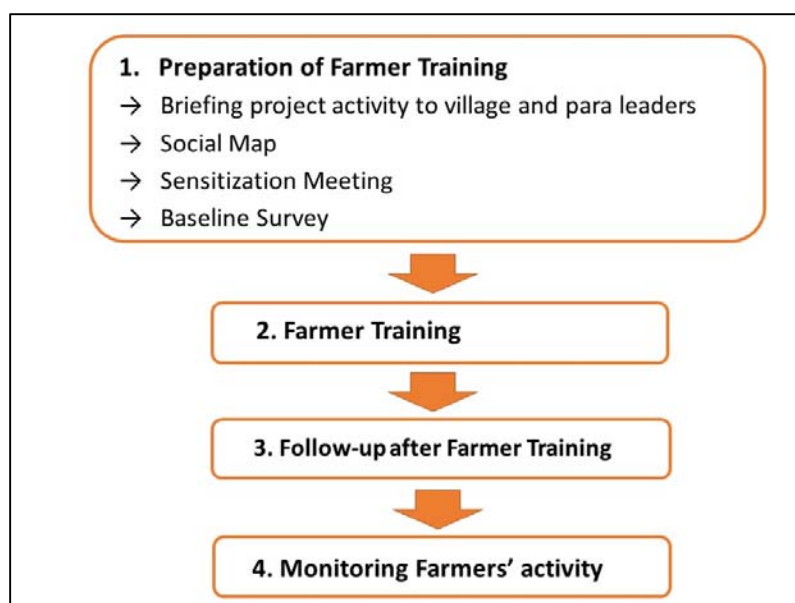 1. Preparation of Farmer Training
→ Briefing project activity to village and para leaders
→ Social Map
→ Sensitization Meeting
→ Baseline Survey
2. Farmer Training
3. Follow-up after Farmer Training
4. Monitoring Farmers’ activity